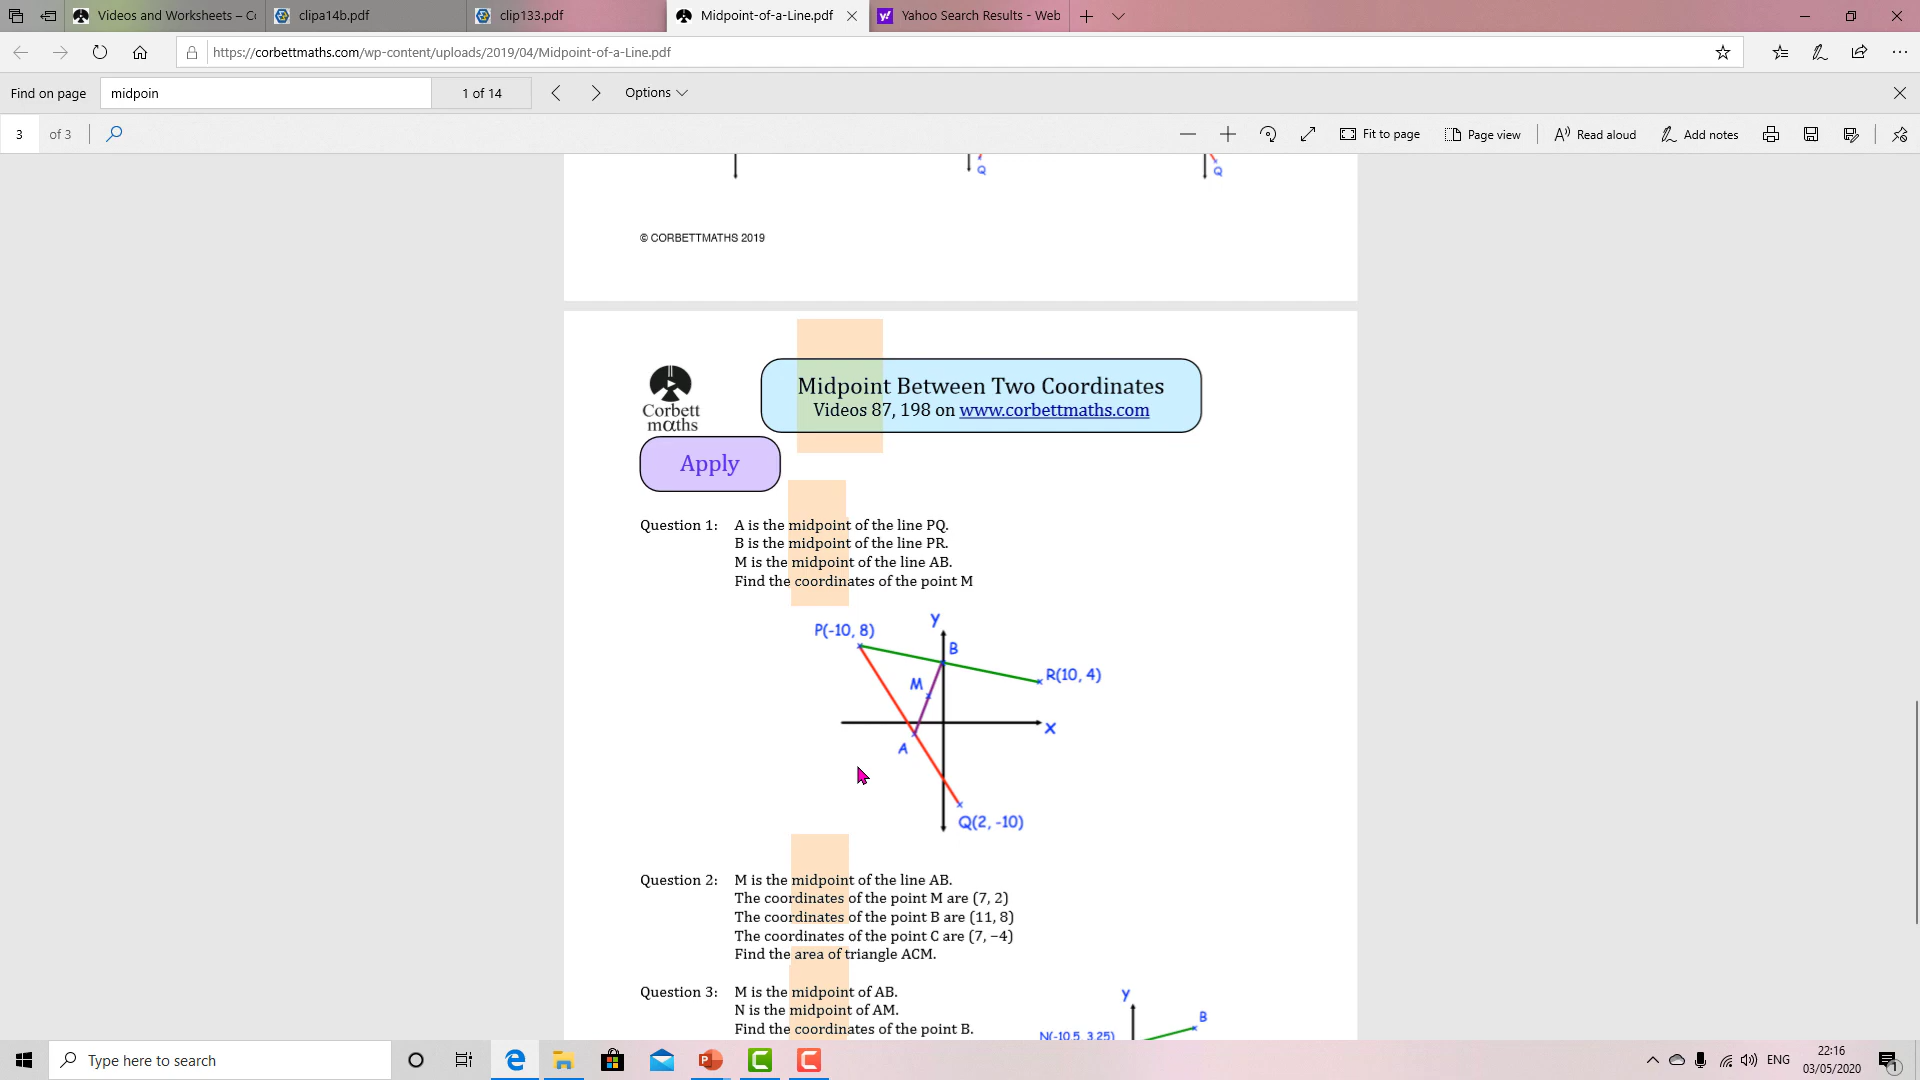 Videos and Worksheets – Co
clipa14b.pdf
clip133.pdf
Midpoint-of-a-Line.pdf
Yahoo Search Results - Web
https://corbettmaths.com/wp-content/uploads/2019/04/Midpoint-of-a-Line.pdf
Find on page
midpoin
1 of 14
Options
3 of 3
Fit to page
Page view
Read aloud
Add notes
Q
Q
© CORBETTMATHS 2019
Corbett
mαths
Midpoint Between Two Coordinates
Videos 87, 198 on www.corbettmaths.com
Apply
Question 1: A is the midpoint of the line PQ.
B is the midpoint of the line PR.
M is the midpoint of the line AB.
Find the coordinates of the point M
y
P(-10, 8)
B
R(10, 4)
M
x
A
Q(2, -10)
Question 2: M is the midpoint of the line AB.
The coordinates of the point M are (7, 2)
The coordinates of the point B are (11, 8)
The coordinates of the point C are (7, −4)
Find the area of triangle ACM.
Question 3: M is the midpoint of AB.
N is the midpoint of AM.
Find the coordinates of the point B.
y
B
N(-10.5, 3.25)
Type here to search
ENG
22:16
03/05/2020
1